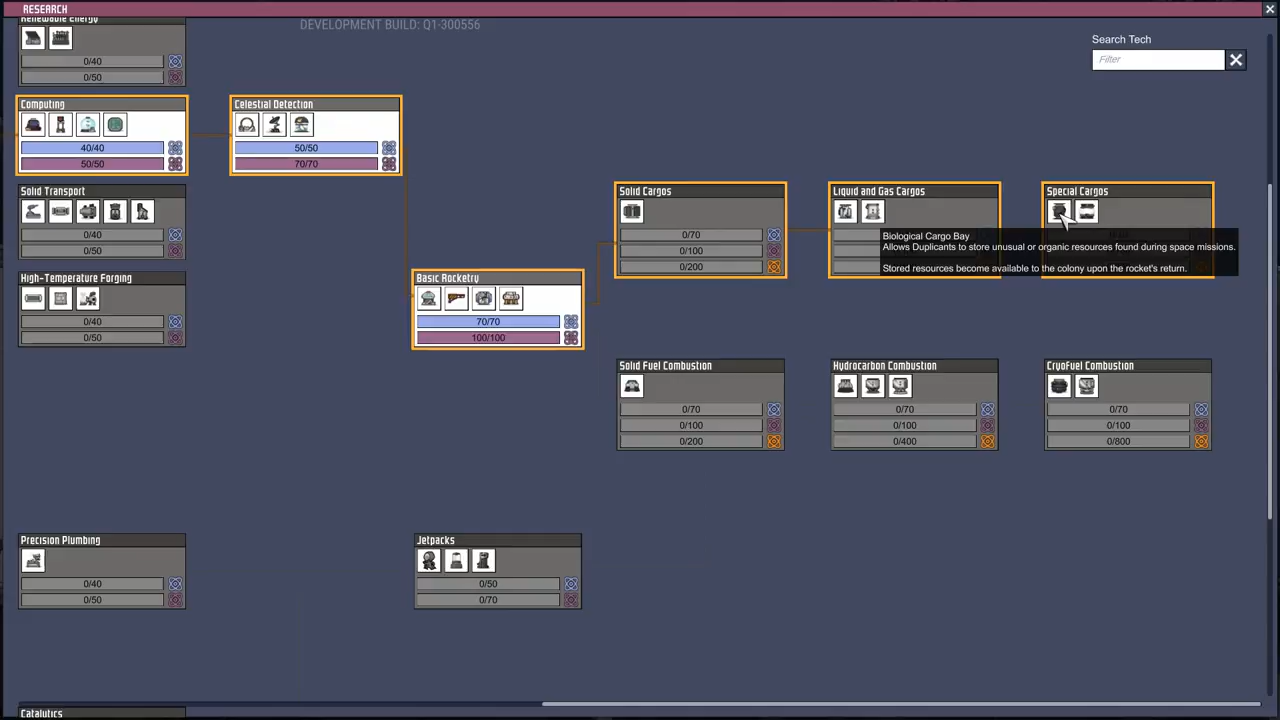 RESEARCH
DEVELOPMENT BUILD: Q1-300556
Renewable Energy
0/40
0/50
Search Tech
Filter
Computing
40/40
50/50
Celestial Detection
50/50
70/70
Solid Transport
0/40
0/50
Solid Cargos
0/70
0/100
0/200
Liquid and Gas Cargos
Special Cargos
Biological Cargo Bay
Allows Duplicants to store unusual or organic resources found during space missions.
Stored resources become available to the colony upon the rocket's return.
High-Temperature Forging
0/40
0/50
Basic Rocketry
70/70
100/100
Solid Fuel Combustion
0/70
0/100
0/200
Hydrocarbon Combustion
0/70
0/100
0/400
CryoFuel Combustion
0/70
0/100
0/800
Precision Plumbing
0/40
0/50
Jetpacks
0/50
0/70
Catalytics